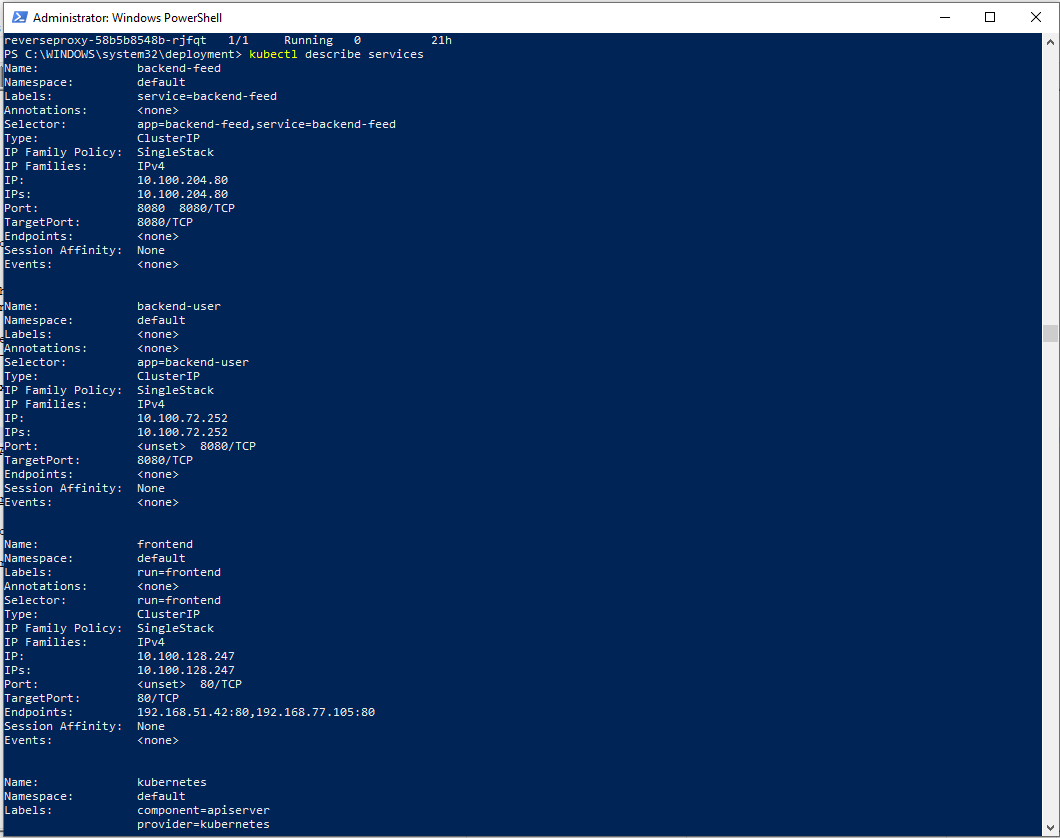 Administrator: Windows PowerShell
reverseproxy-58b5b8548b-rjfqt   1/1     Running   0          21h
PS C:\WINDOWS\system32\deployment> kubectl describe services
Name:              backend-feed
Namespace:         default
Labels:            service=backend-feed
Annotations:       <none>
Selector:          app=backend-feed,service=backend-feed
Type:              ClusterIP
IP Family Policy:  SingleStack
IP Families:       IPv4
IP:                10.100.204.80
IPs:               10.100.204.80
Port:              8080  8080/TCP
TargetPort:        8080/TCP
Endpoints:         <none>
Session Affinity:  None
Events:            <none>
Name:              backend-user
Namespace:         default
Labels:            <none>
Annotations:       <none>
Selector:          app=backend-user
Type:              ClusterIP
IP Family Policy:  SingleStack
IP Families:       IPv4
IP:                10.100.72.252
IPs:               10.100.72.252
Port:              <unset>  8080/TCP
TargetPort:        8080/TCP
Endpoints:         <none>
Session Affinity:  None
Events:            <none>
Name:              frontend
Namespace:         default
Labels:            run=frontend
Annotations:       <none>
Selector:          run=frontend
Type:              ClusterIP
IP Family Policy:  SingleStack
IP Families:       IPv4
IP:                10.100.128.247
IPs:               10.100.128.247
Port:              <unset>  80/TCP
TargetPort:        80/TCP
Endpoints:         192.168.51.42:80,192.168.77.105:80
Session Affinity:  None
Events:            <none>
Name:              kubernetes
Namespace:         default
Labels:            component=apiserver
                   provider=kubernetes